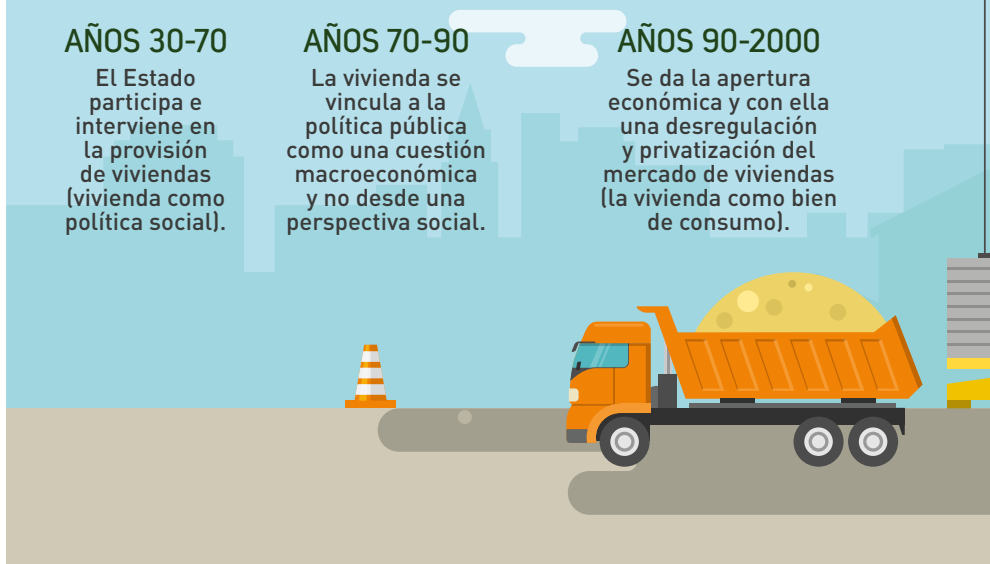 AÑOS 30-70
El Estado
participa e
interviene en
la provisión
de viviendas
(vivienda como
política social).
AÑOS 70-90
La vivienda se
vincula a la
política pública
como una cuestión
macroeconómica
y no desde una
perspectiva social.
AÑOS 90-2000
Se da la apertura
económica y con ella
una desregulación
y privatización del
mercado de viviendas
(la vivienda como bien
de consumo).